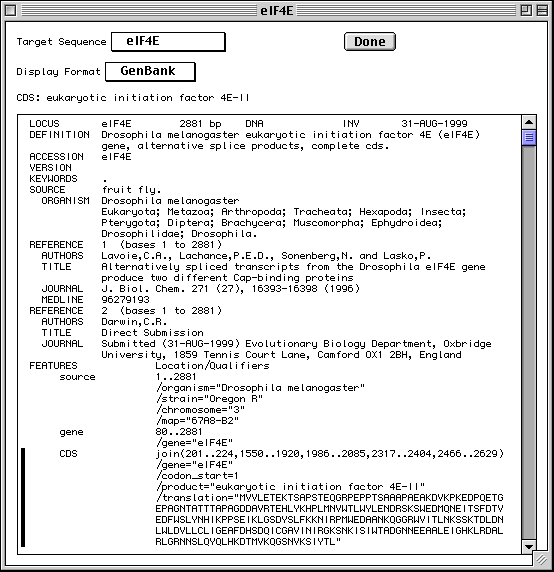 eIF4E
Target Sequence eIF4E Done
Display Format GenBank
CDS: eukaryotic initiation factor 4E-II
LOCUS eIF4E 2881 bp DNA INV 31-AUG-1999
DEFINITION Drosophila melanogaster eukaryotic initiation factor 4E (eIF4E)
gene, alternative splice products, complete cds.
ACCESSION eIF4E
VERSION
KEYWORDS .
SOURCE fruit fly.
ORGANISM Drosophila melanogaster
Eukaryota; Metazoa; Arthropoda; Tracheata; Hexapoda; Insecta;
Pterygota; Diptera; Brachycera; Muscomorpha; Ephydroidea;
Drosophilidae; Drosophila.
REFERENCE 1 (bases 1 to 2881)
AUTHORS Lavoie,C.A., Lachance,P.E.D., Sonenberg,N. and Lasko,P.
TITLE Alternatively spliced transcripts from the Drosophila eIF4E gene
produce two different Cap-binding proteins
JOURNAL J. Biol. Chem. 271 (27), 16393-16398 (1996)
MEDLINE 96279193
REFERENCE 2 (bases 1 to 2881)
AUTHORS Darwin,C.R.
TITLE Direct Submission
JOURNAL Submitted (31-AUG-1999) Evolutionary Biology Department, Oxbridge
University, 1859 Tennis Court Lane, Camford OX1 2BH, England
FEATURES Location/Qualifiers
source 1..2881
/organism="Drosophila melanogaster"
/strain="Oregon R"
/chromosome="3"
/map="67A8-B2"
gene 80..2881
/gene="eIF4E"
CDS join(201..224,1550..1920,1986..2085,2317..2404,2466..2629)
/gene="eIF4E"
/codon_start=1
/product="eukaryotic initiation factor 4E-II"
/translation="MVVLETEKTSAPSTEQGRPEPPTSAAAPAEAKDVKPKEDPQETG
EPAGNTATTTAPAGDDAVRTEHLYKHPLMNVWTLWYLENDRSKSWEDMQNEITSFDTV
EDFWSLYNHIKPPSEIKLGSDYSLFKKNIRPMWEDAANKQGGRWVITLNKSSKTDLDN
LWLDVLLCLIGEAFDHSDQICGAVINIRGKSNKISIWTADGNNEEAALEIGHKLRDAL
RLGRNNSLQYQLHKDTMVKQGSNVKSIYTL"